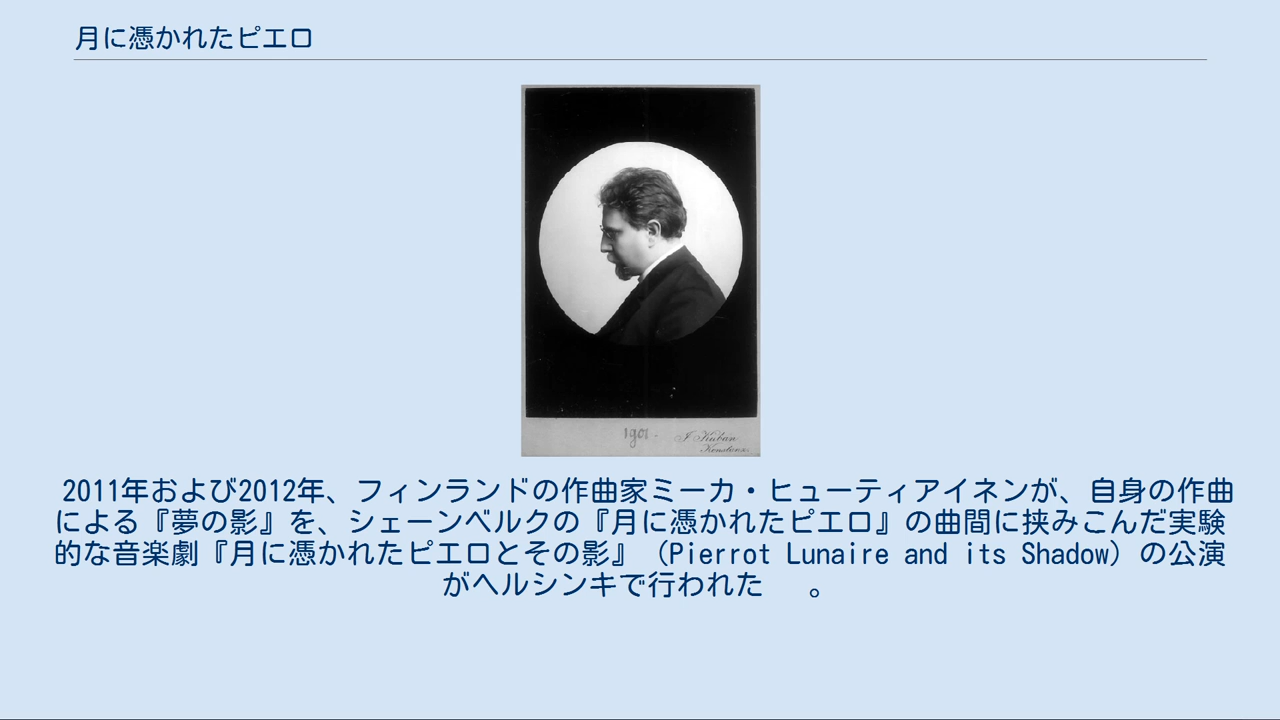 月に憑かれたピエロ
1901.
2011年および2012年、フィンランドの作曲家ミーカ・ヒューティアイネンが、自身の作曲
による『夢の影』を、シェーンベルクの『月に憑かれたピエロ』の曲間に挟みこんだ実験
的な音楽劇『月に憑かれたピエロとその影』（Pierrot Lunaire and its Shadow）の公演
がヘルシンキで行われた　。